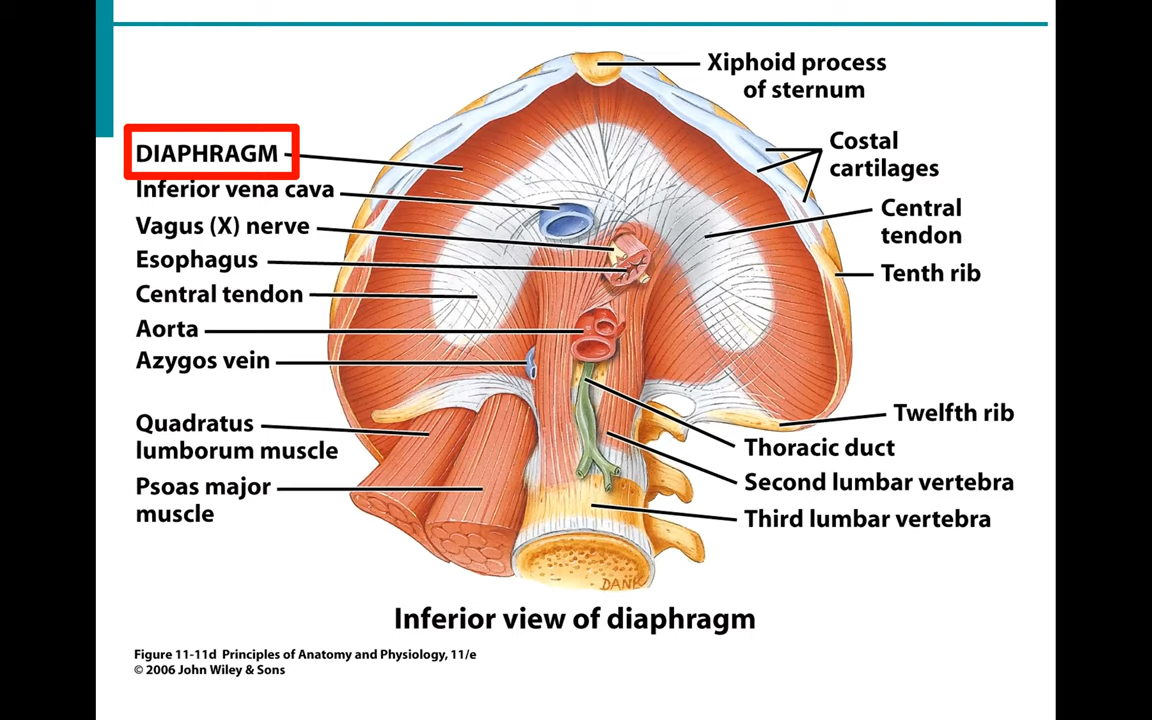 Xiphoid process
of sternum
DIAPHRAGM
Inferior vena cava
Vagus (X) nerve
Esophagus
Central tendon
Aorta
Azygos vein
Quadratus
lumborum muscle
Psoas major
muscle
Costal
cartilages
Central
tendon
Tenth rib
Twelfth rib
Thoracic duct
Second lumbar vertebra
Third lumbar vertebra
DANK
Inferior view of diaphragm
Figure 11-11d Principles of Anatomy and Physiology, 11/e
© 2006 John Wiley & Sons